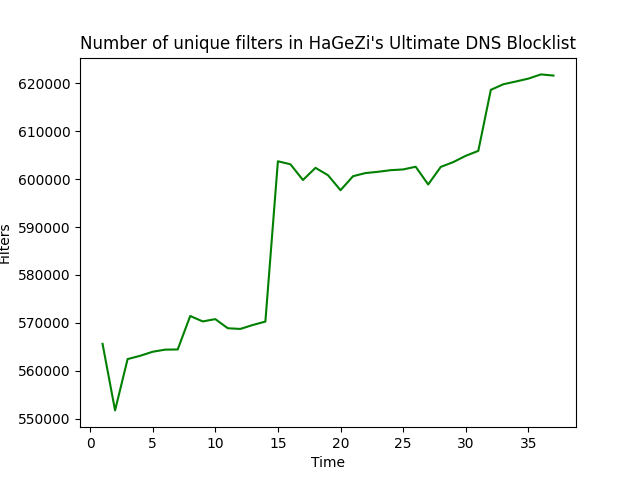 Number of unique filters in HaGeZi's Ultimate DNS Blocklist
620000
610000
600000
590000
580000
570000
560000
550000
Filters
0 5 10 15 20 25 30 35
Time